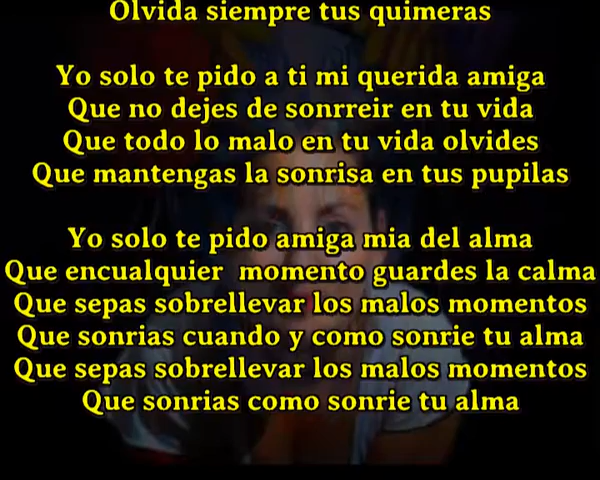 Olvida siempre tus quimeras
Yo solo te pido a ti mi querida amiga
Que no dejes de sonrreir en tu vida
Que todo lo malo en tu vida olvides
Que mantengas la sonrisa en tus pupilas
Yo solo te pido amiga mia del alma
Que encualquier momento guardes la calma
Que sepas sobrellevar los malos momentos
Que sonrias cuando y como sonrie tu alma
Que sepas sobrellevar los malos momentos
Que sonrias como sonrie tu alma